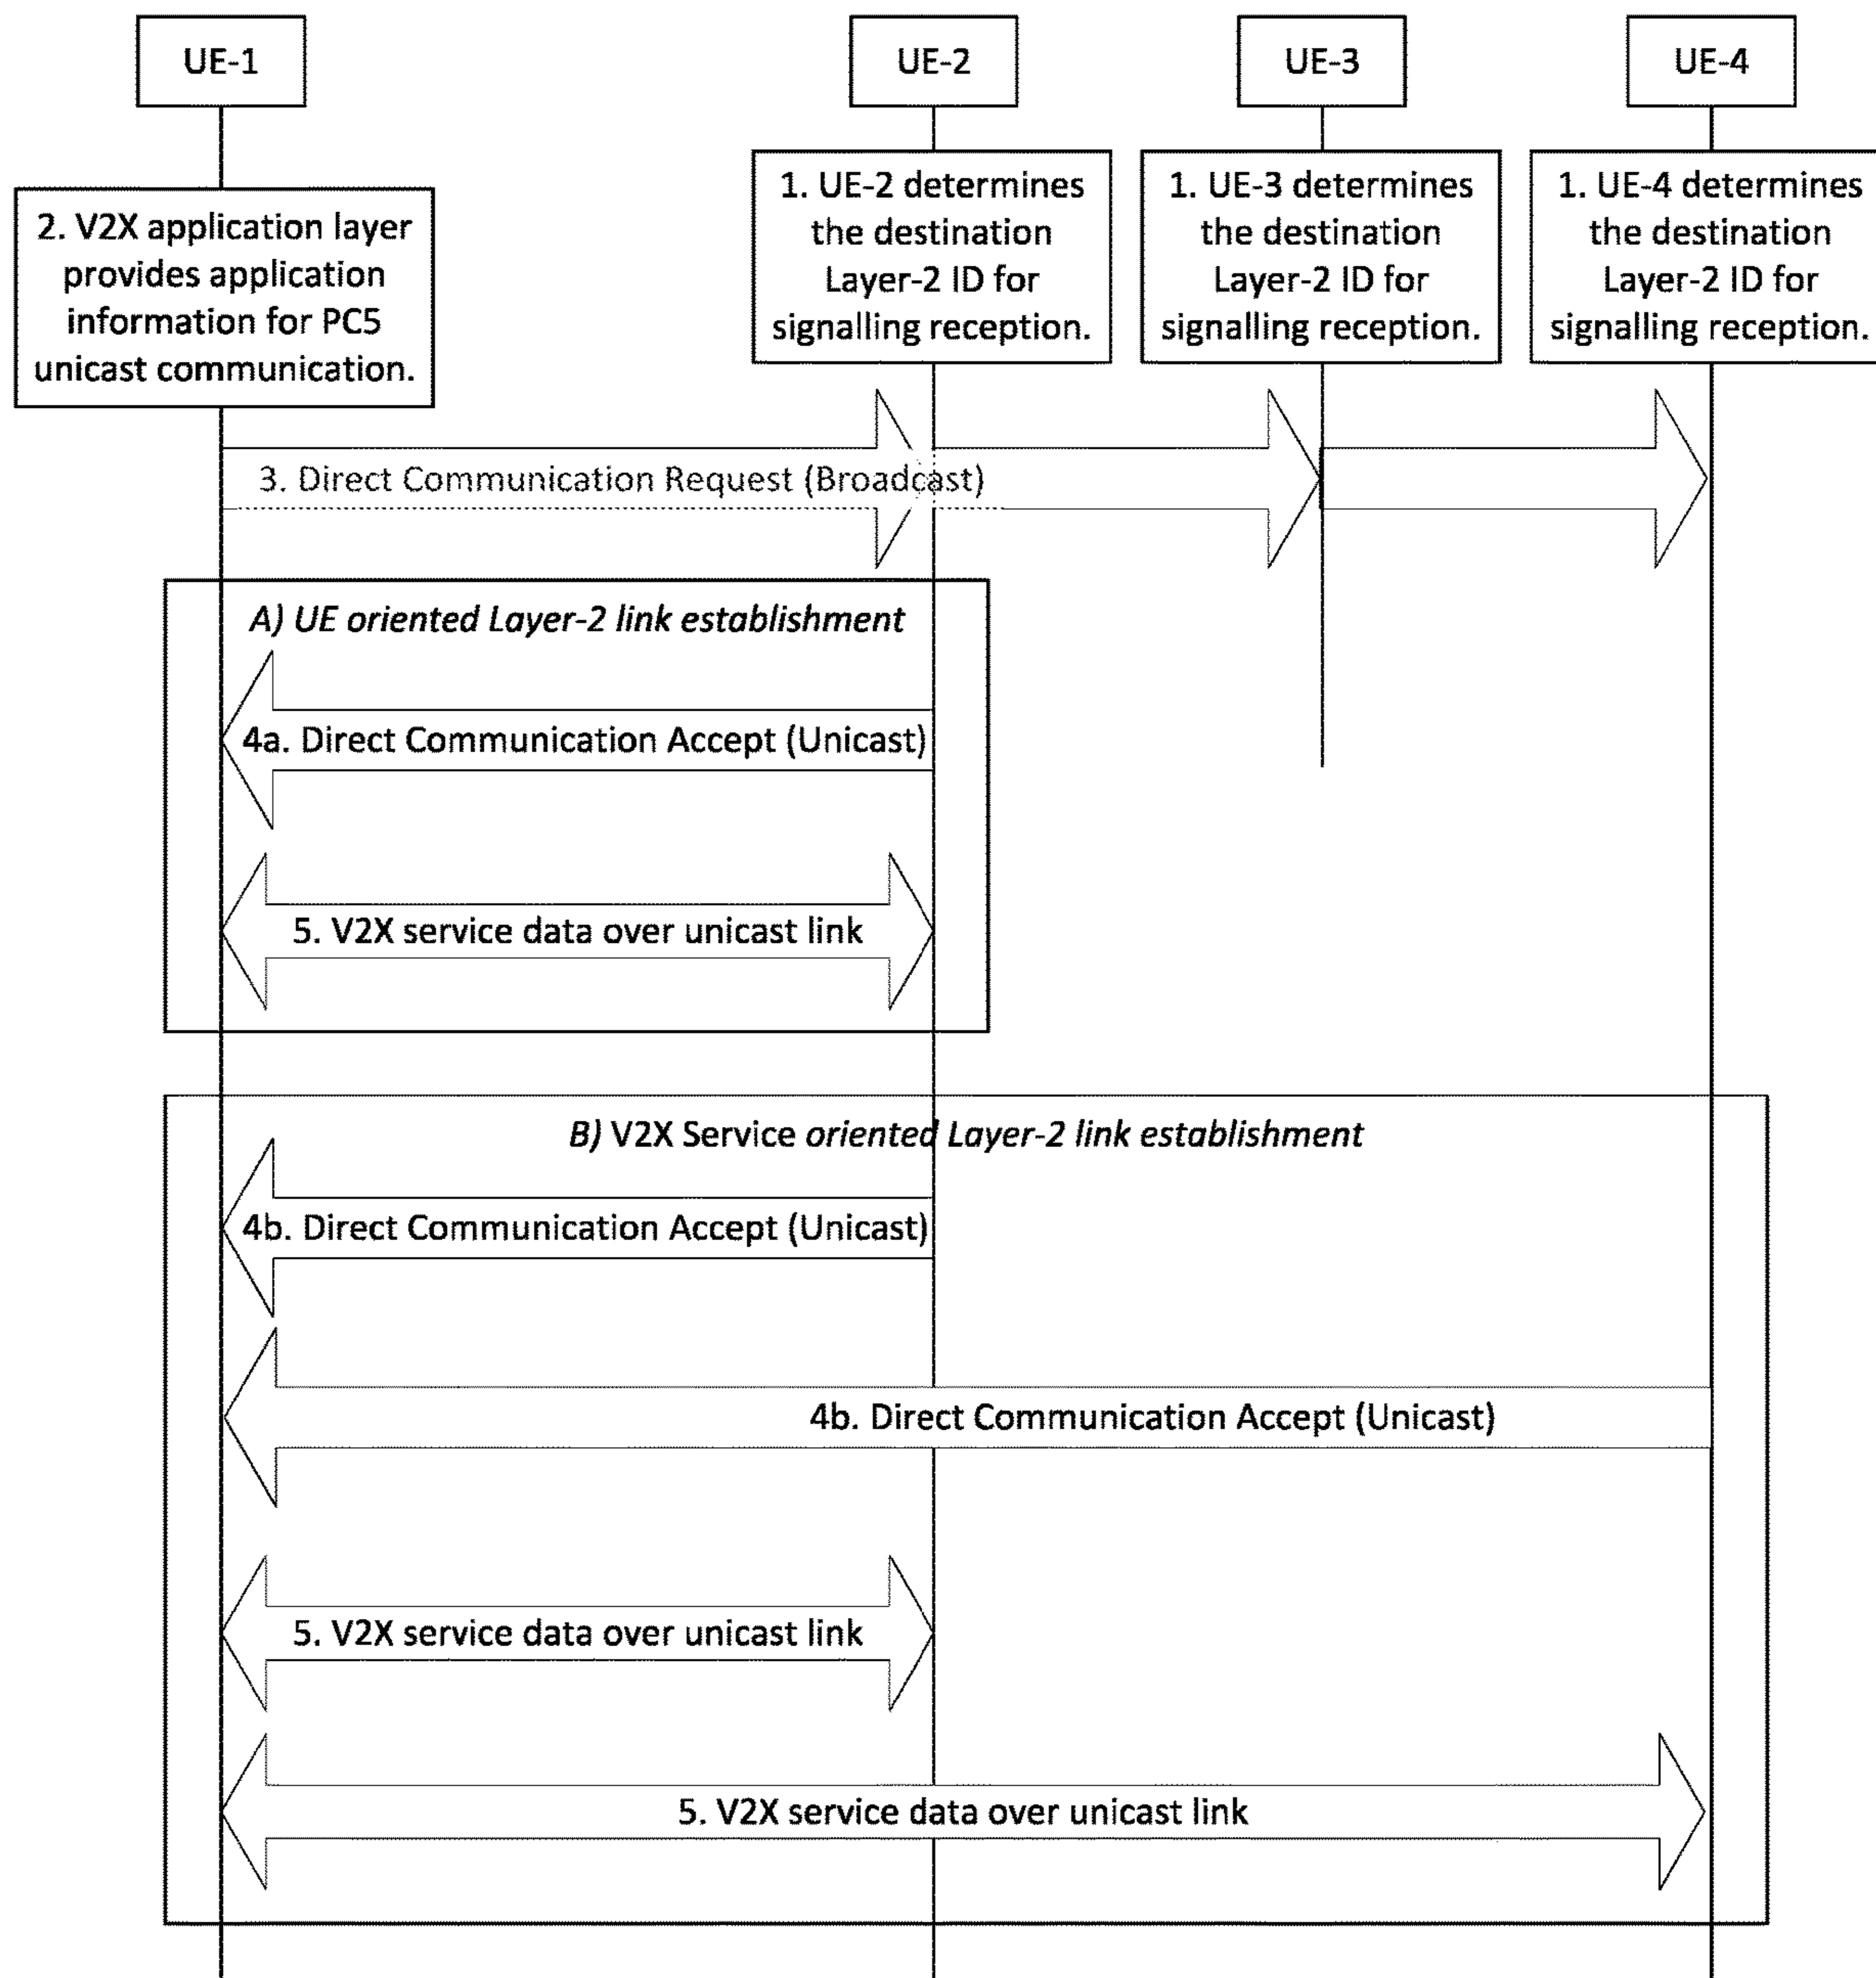 UE-1
UE-2
UE-3
UE-4
2. V2X application layer
provides application
information for PC5
unicast communication.
1. UE-2 determines
the destination
Layer-2 ID for
signalling reception.
1. UE-3 determines
the destination
Layer-2 ID for
signalling reception.
1. UE-4 determines
the destination
Layer-2 ID for
signalling reception.
3. Direct Communication Request (Broadcast)
A) UE oriented Layer-2 link establishment
4a. Direct Communication Accept (Unicast)
5. V2X service data over unicast link
B) V2X Service oriented Layer-2 link establishment
4b. Direct Communication Accept (Unicast)
4b. Direct Communication Accept (Unicast)
5. V2X service data over unicast link
5. V2X service data over unicast link